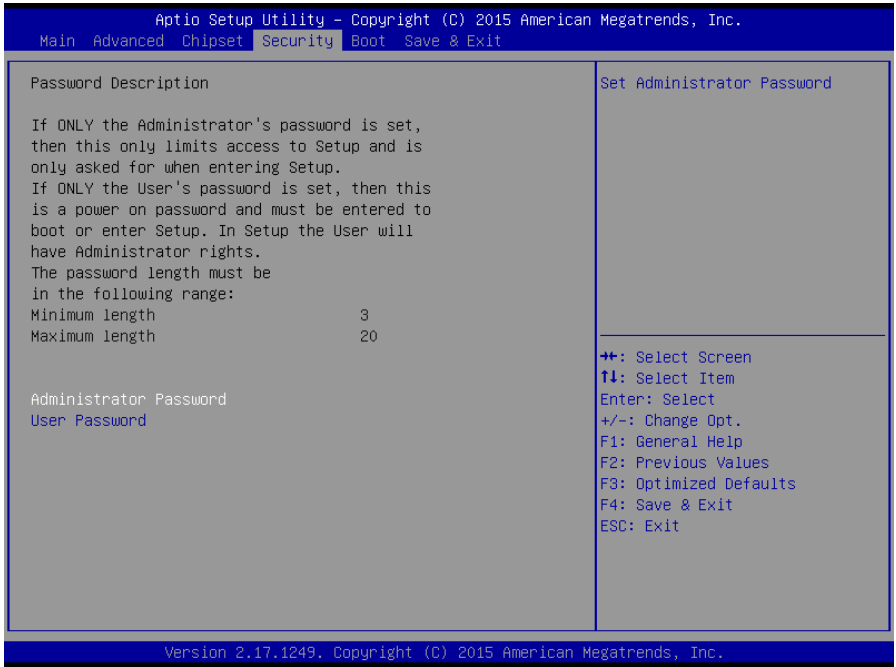 Aptio Setup Utility – Copyright (C) 2015 American Megatrends, Inc.
Main Advanced Chipset Security Boot Save & Exit
Password Description
If ONLY the Administrator's password is set,
then this only limits access to Setup and is
only asked for when entering Setup.
If ONLY the User's password is set, then this
is a power on password and must be entered to
boot or enter Setup. In Setup the User will
have Administrator rights.
The password length must be
in the following range:
Minimum length 3
Maximum length 20
Administrator Password
User Password
Set Administrator Password
→←: Select Screen
↑↓: Select Item
Enter: Select
+/-: Change Opt.
F1: General Help
F2: Previous Values
F3: Optimized Defaults
F4: Save & Exit
ESC: Exit
Version 2.17.1249. Copyright (C) 2015 American Megatrends, Inc.